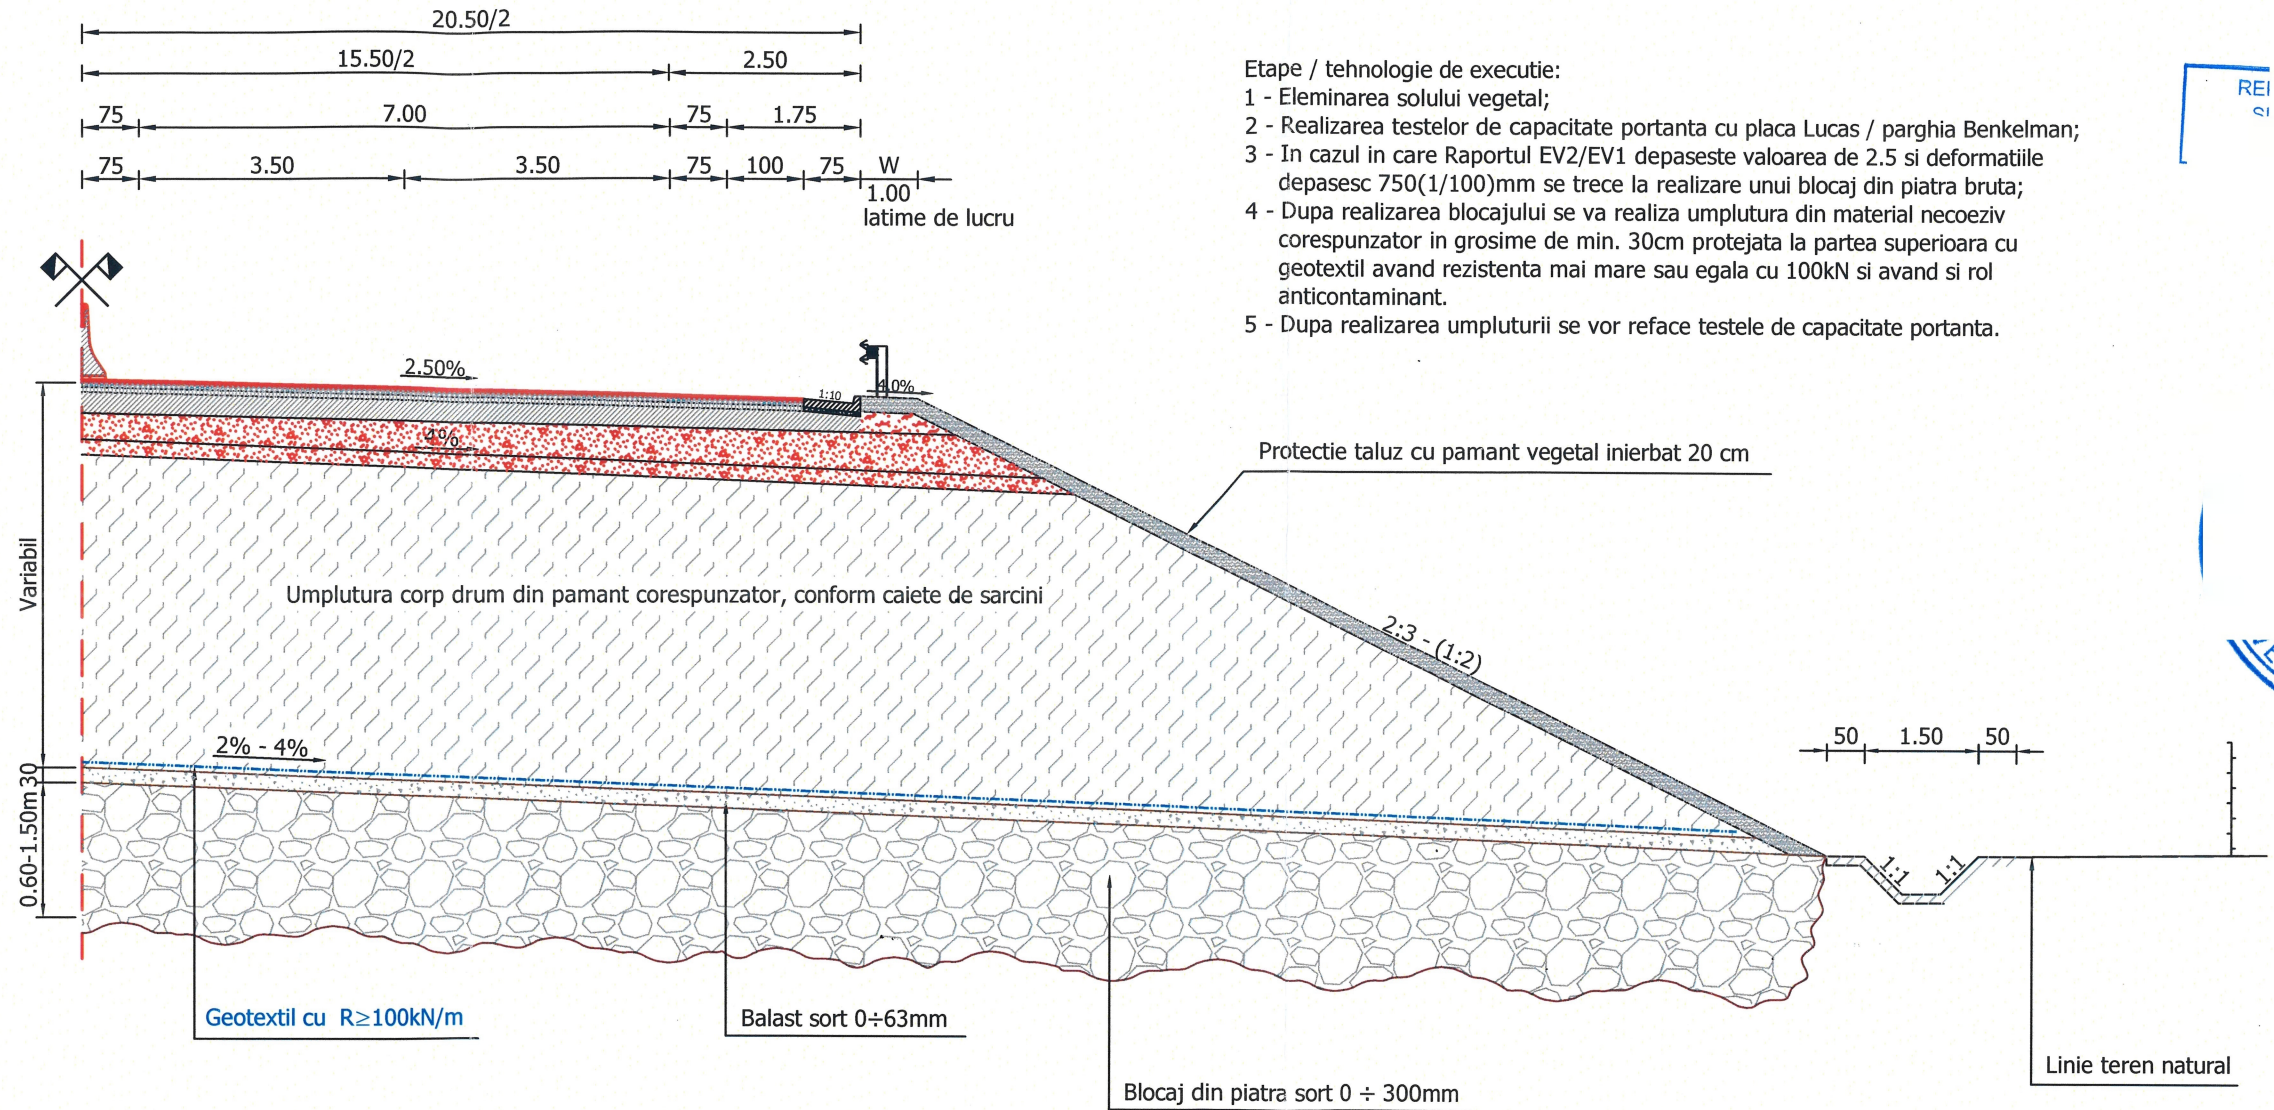 20.50/2
15.50/2 2.50
75 7.00 75 1.75
75 3.50 3.50 75 100 75 W
1.00
latime de lucru
Etape / tehnologie de executie:
1 - Eleminarea solului vegetal;
2 - Realizarea testelor de capacitate portanta cu placa Lucas / parghia Benkelman;
3 - In cazul in care Raportul EV2/EV1 depaseste valoarea de 2.5 si deformatiile
depasesc 750(1/100)mm se trece la realizare unui blocaj din piatra bruta;
4 - Dupa realizarea blocajului se va realiza umplutura din material necoeziv
corespunzator in grosime de min. 30cm protejata la partea superioara cu
geotextil avand rezistenta mai mare sau egala cu 100kN si avand si rol
anticontaminant.
5 - Dupa realizarea umpluturii se vor reface testele de capacitate portanta.
2.50%
1:10
4.0%
4%
Protectie taluz cu pamant vegetal inierbat 20 cm
Variabil
Umplutura corp drum din pamant corespunzator, conform caiete de sarcini
2:3 - (1:2)
2% - 4%
50 1.50 50
30
0.60-1.50m
1:1 1:1
Geotextil cu R≥100kN/m
Balast sort 0÷63mm
Blocaj din piatra sort 0 ÷ 300mm
Linie teren natural